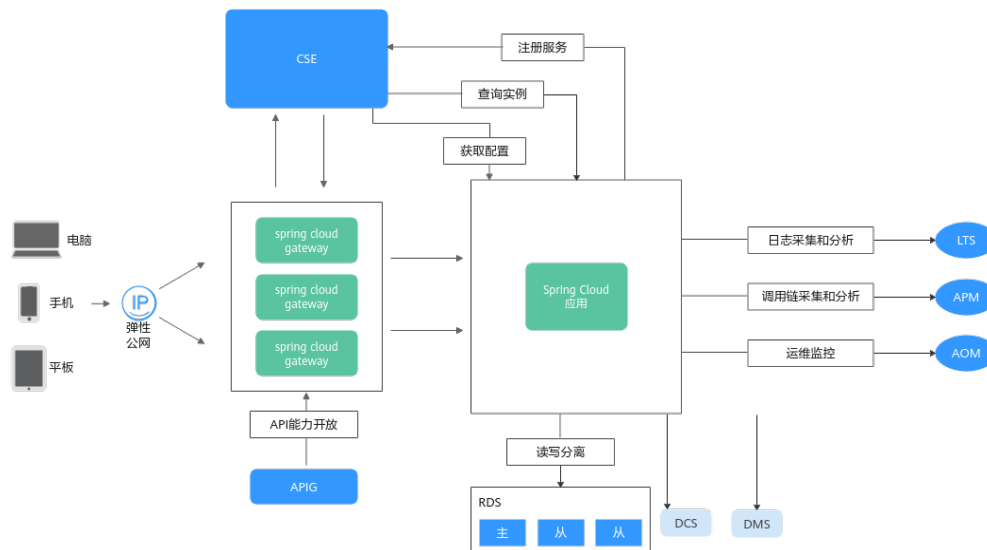 CSE
注册服务
查询实例
获取配置
spring cloud
gateway
spring cloud
gateway
spring cloud
gateway
电脑
手机
平板
IP
弹性
公网
Spring Cloud
应用
日志采集和分析
LTS
调用链采集和分析
APM
运维监控
AOM
API能力开放
APIG
读写分离
RDS
主
从
从
DCS
DMS